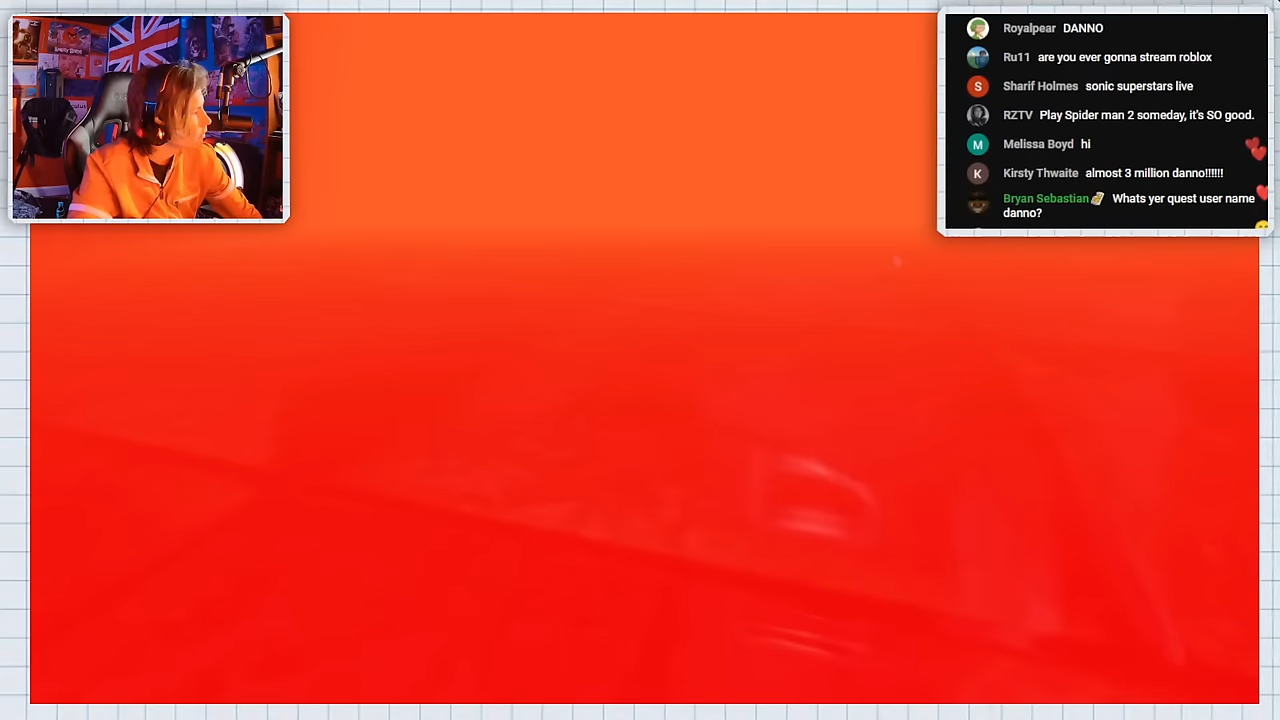 Royalpear DANNO
Ru11 are you ever gonna stream roblox
Sharif Holmes sonic superstars live
S
RZTV Play Spider man 2 someday, it's SO good.
M
Melissa Boyd hi
K
Kirsty Thwaite almost 3 million danno!!!!!!
Bryan Sebastian Whats yer quest user name
danno?